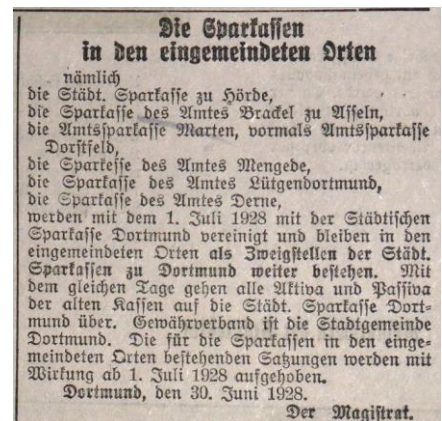 Die Sparkassen
in den eingemeindeten Orten
nämlich
die Städt. Sparkasse zu Hörde,
die Sparkasse des Amtes Brackel zu Asseln,
die Amtssparkasse Marten, vormals Amtssparkasse
Dorstfeld,
die Sparkesse des Amtes Mengede,
die Sparkasse des Amtes Lütgendortmund,
die Sparkasse des Amtes Derne,
werden mit dem 1. Juli 1928 mit der Städtischen
Sparkasse Dortmund vereinigt und bleiben in den
eingemeindeten Orten als Zweigstellen der Städt.
Sparkassen zu Dortmund weiter bestehen. Mit
dem gleichen Tage gehen alle Aktiva und Passiva
der alten Kassen auf die Städt. Sparkasse Dort-
mund über. Gewährverband ist die Stadtgemeinde
Dortmund. Die für die Sparkassen in den einge-
meindeten Orten bestehenden Satzungen werden mit
Wirkung ab 1. Juli 1928 aufgehoben.
Dortmund, den 30. Juni 1928.
Der Magistrat.